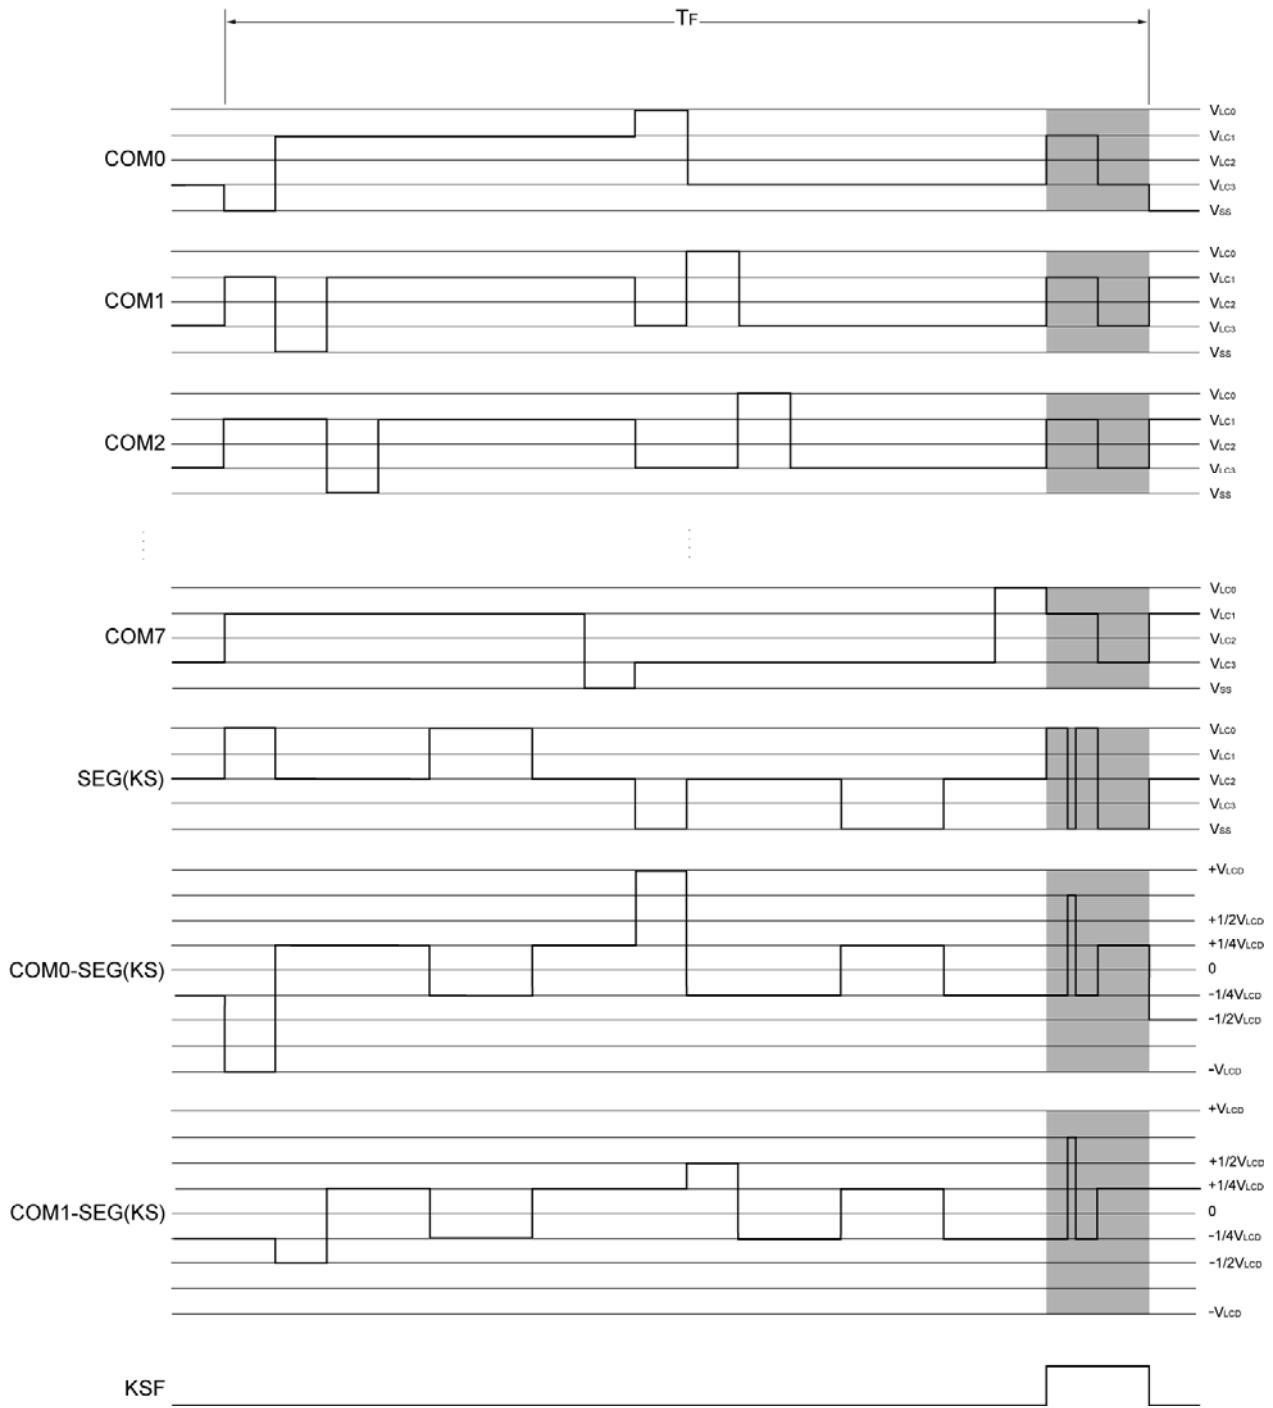 TF
COM0
VLC0
VLC1
VLC2
VLC3
VSS
COM1
VLC0
VLC1
VLC2
VLC3
VSS
COM2
VLC0
VLC1
VLC2
VLC3
VSS
COM7
VLC0
VLC1
VLC2
VLC3
VSS
SEG(KS)
VLC0
VLC1
VLC2
VLC3
VSS
COM0-SEG(KS)
+VLCD
+1/2VLCD
+1/4VLCD
0
-1/4VLCD
-1/2VLCD
-VLCD
COM1-SEG(KS)
+VLCD
+1/2VLCD
+1/4VLCD
0
-1/4VLCD
-1/2VLCD
-VLCD
KSF